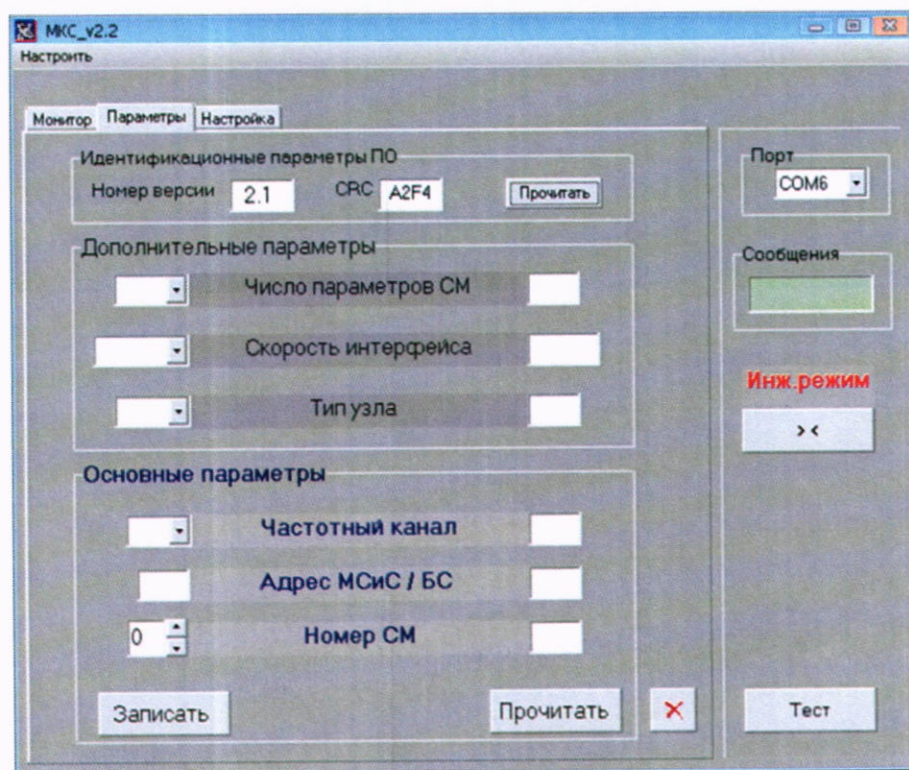 МКС_v2.2
Настроить
Монитор Параметры Настройка
Идентификационные параметры ПО
Номер версии 2.1 CRC A2F4 Прочитать
Порт
COM6
Дополнительные параметры
Число параметров СМ
Скорость интерфейса
Тип узла
Сообщения
Инж.режим
> <
Основные параметры
Частотный канал
Адрес МСиС / БС
0 Номер СМ
Записать Прочитать X Тест